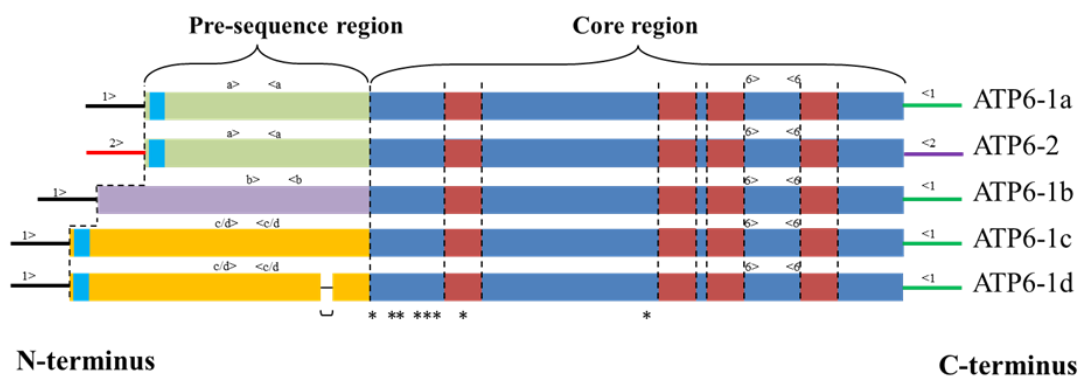 Pre-sequence region Core region
a> <a 6> <6
1> <1 ATP6-1a
a> <a 6> <6
2> <2 ATP6-2
b> <b 6> <6
1> <1 ATP6-1b
c/d> <c/d 6> <6
1> <1 ATP6-1c
c/d> <c/d 6> <6
1> <1 ATP6-1d
* ** *** * *
N-terminus C-terminus